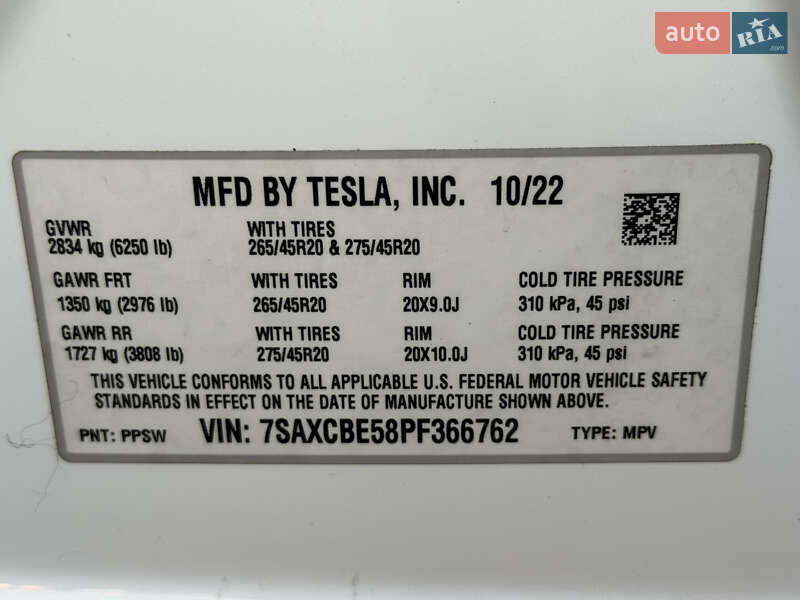 auto RIA .com
MFD BY TESLA, INC. 10/22
GVWR WITH TIRES
2834 kg (6250 lb) 265/45R20 & 275/45R20
GAWR FRT WITH TIRES RIM COLD TIRE PRESSURE
1350 kg (2976 lb) 265/45R20 20X9.0J 310 kPa, 45 psi
GAWR RR WITH TIRES RIM COLD TIRE PRESSURE
1727 kg (3808 lb) 275/45R20 20X10.0J 310 kPa, 45 psi
THIS VEHICLE CONFORMS TO ALL APPLICABLE U.S. FEDERAL MOTOR VEHICLE SAFETY
STANDARDS IN EFFECT ON THE DATE OF MANUFACTURE SHOWN ABOVE.
PNT: PPSW VIN: 7SAXCBE58PF366762 TYPE: MPV